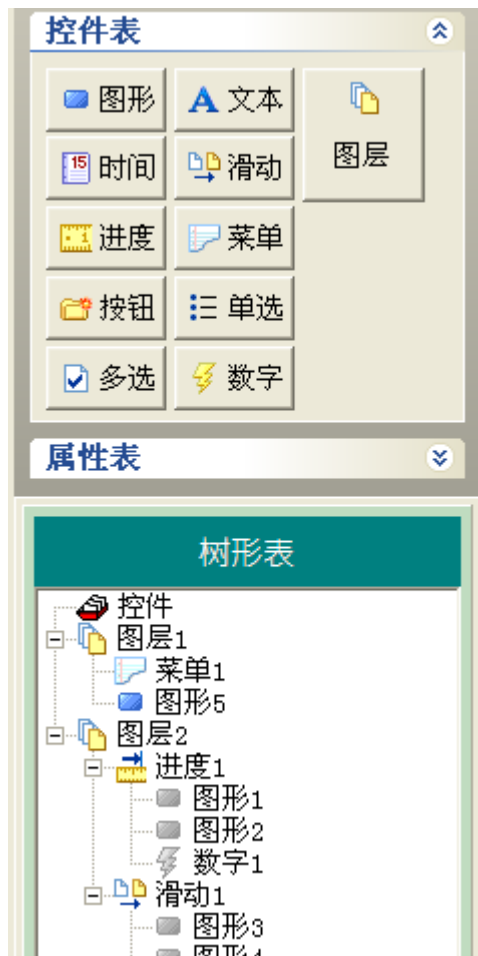 控件表
图形 文本 图层
时间 滑动
进度 菜单
按钮 单选
多选 数字
属性表
树形表
控件
图层1
菜单1
图形5
图层2
进度1
图形1
图形2
数字1
滑动1
图形3
图形4